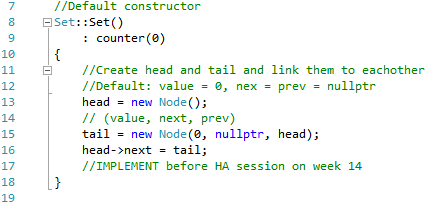 7 //Default constructor
8 Set::Set()
9 : counter(0)
10 {
11 //Create head and tail and link them to eachother
12 //Default: value = 0, nex = prev = nullptr
13 head = new Node();
14 // (value, next, prev)
15 tail = new Node(0, nullptr, head);
16 head->next = tail;
17 //IMPLEMENT before HA session on week 14
18 }
19